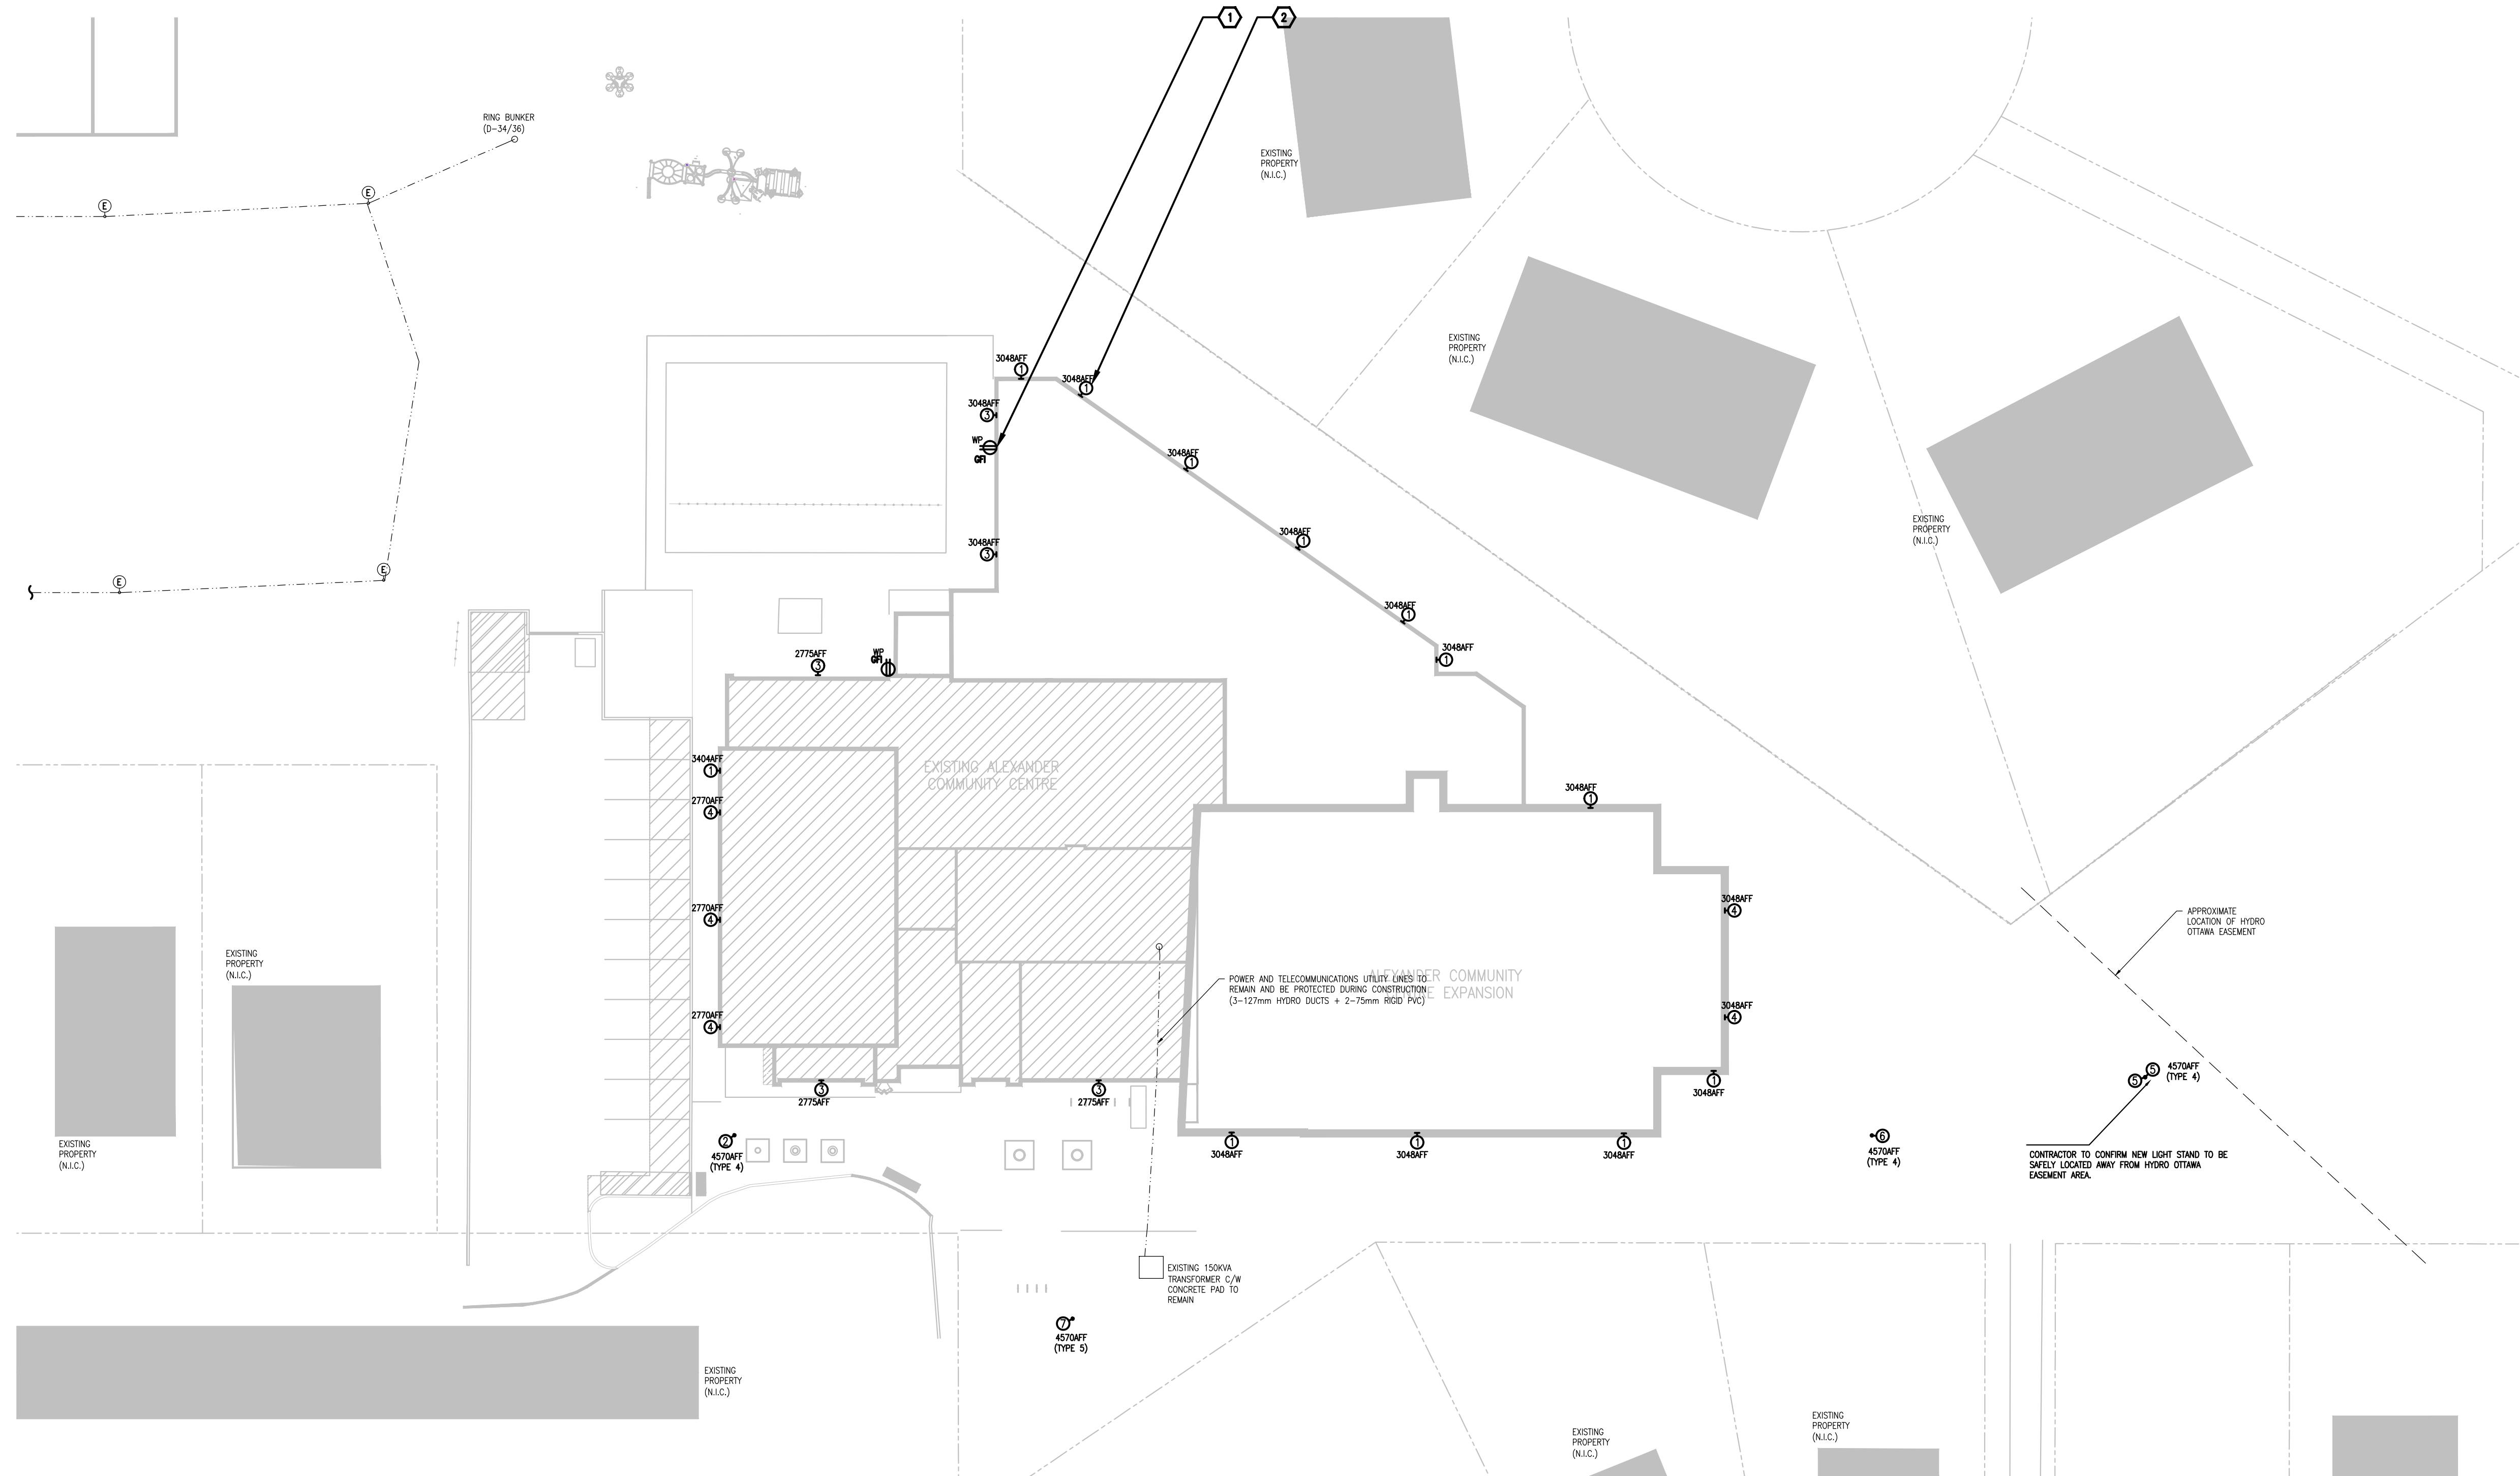 1
2
RING BUNKER
(D-34/36)
EXISTING
PROPERTY
(N.I.C.)
E
E
EXISTING
PROPERTY
(N.I.C.)
3048AFF
1
3048AFF
1
3048AFF
3
WP
GFI
3048AFF
1
EXISTING
PROPERTY
(N.I.C.)
3048AFF
1
3048AFF
3
E
E
3048AFF
1
3048AFF
1
2775AFF
3
WP
GFI
EXISTING ALEXANDER
COMMUNITY CENTRE
3404AFF
1
2770AFF
4
3048AFF
1
2770AFF
4
3048AFF
4
APPROXIMATE
LOCATION OF HYDRO
OTTAWA EASEMENT
EXISTING
PROPERTY
(N.I.C.)
ALEXANDER COMMUNITY
EXPANSION
POWER AND TELECOMMUNICATIONS UTILITY LINES TO
REMAIN AND BE PROTECTED DURING CONSTRUCTION
(3-127mm HYDRO DUCTS + 2-75mm RIGID PVC)
2770AFF
4
3048AFF
4
5
5
4570AFF
(TYPE 4)
3
2775AFF
3
2775AFF
1
3048AFF
2
4570AFF
(TYPE 4)
1
3048AFF
1
3048AFF
1
3048AFF
6
4570AFF
(TYPE 4)
CONTRACTOR TO CONFIRM NEW LIGHT STAND TO BE
SAFELY LOCATED AWAY FROM HYDRO OTTAWA
EASEMENT AREA.
EXISTING
PROPERTY
(N.I.C.)
EXISTING 150KVA
TRANSFORMER C/W
CONCRETE PAD TO
REMAIN
7
4570AFF
(TYPE 5)
EXISTING
PROPERTY
(N.I.C.)
EXISTING
PROPERTY
(N.I.C.)
EXISTING
PROPERTY
(N.I.C.)